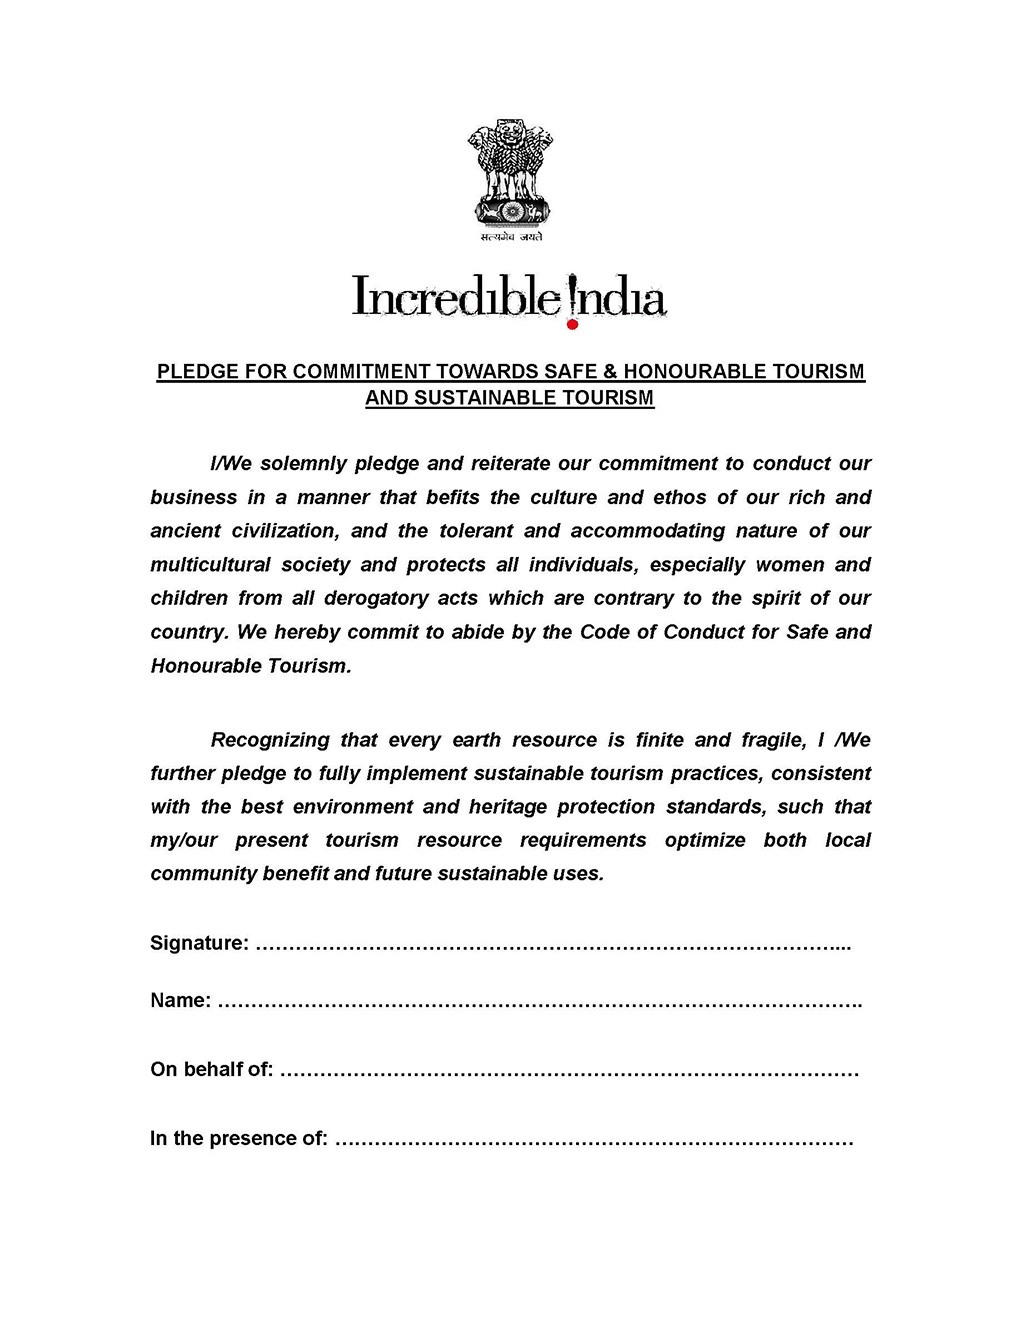 सत्यमेव जयते
Incredible !ndia
PLEDGE FOR COMMITMENT TOWARDS SAFE & HONOURABLE TOURISM
AND SUSTAINABLE TOURISM
I/We solemnly pledge and reiterate our commitment to conduct our
business in a manner that befits the culture and ethos of our rich and
ancient civilization, and the tolerant and accommodating nature of our
multicultural society and protects all individuals, especially women and
children from all derogatory acts which are contrary to the spirit of our
country. We hereby commit to abide by the Code of Conduct for Safe and
Honourable Tourism.
Recognizing that every earth resource is finite and fragile, I /We
further pledge to fully implement sustainable tourism practices, consistent
with the best environment and heritage protection standards, such that
my/our present tourism resource requirements optimize both local
community benefit and future sustainable uses.
Signature: ……………………………………………………………………………....
Name: ……………………………………………………………………………………..
On behalf of: ……………………………………………………………………………
In the presence of: ……………………………………………………………………